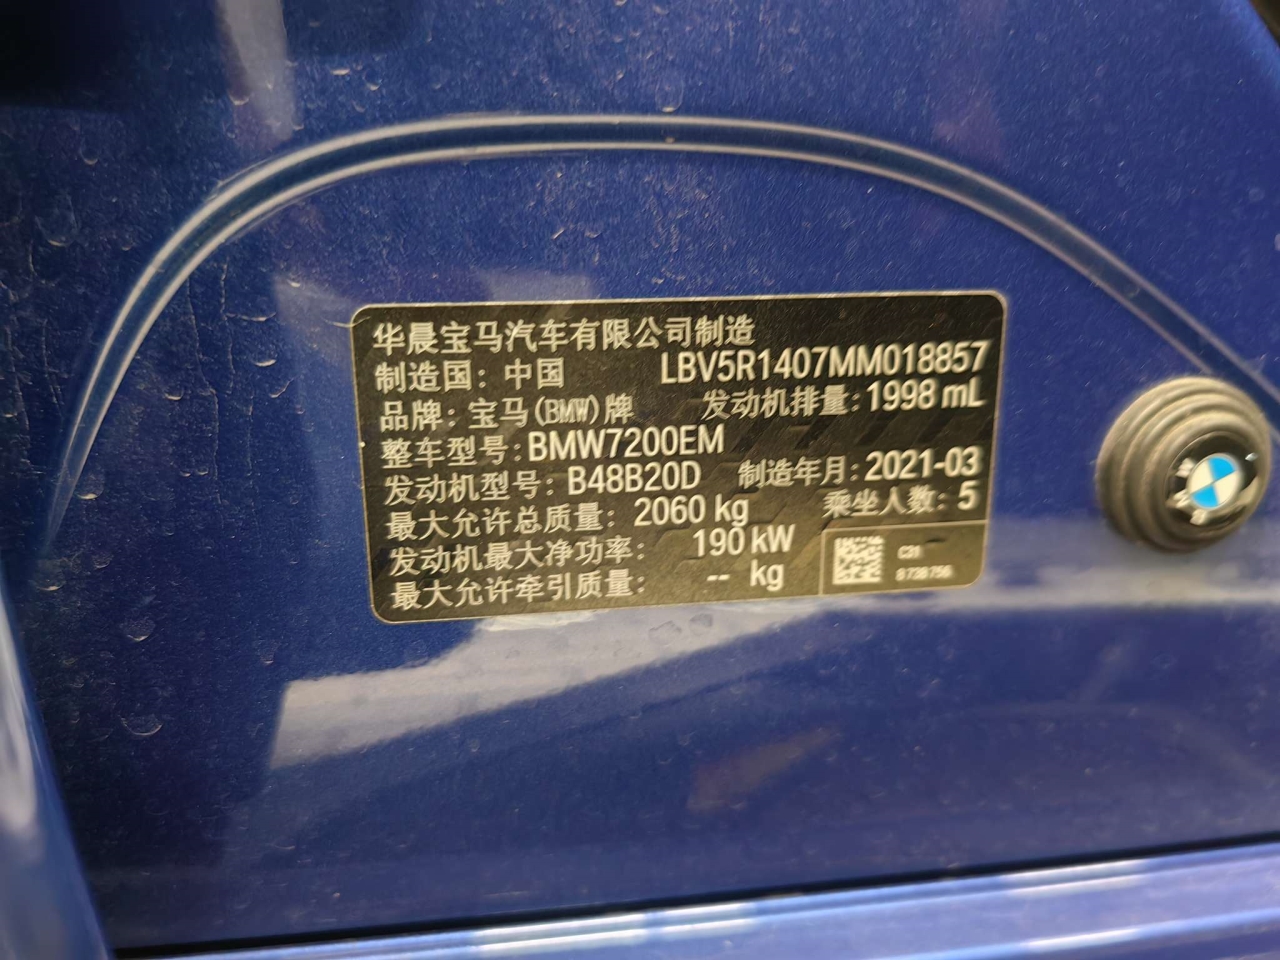 华晨宝马汽车有限公司制造
制造国：中国 LBV5R1407MM018857
品牌：宝马(BMW)牌 发动机排量：1998 mL
整车型号：BMW7200EM
发动机型号：B48B20D 制造年月：2021-03
最大允许总质量：2060 kg 乘坐人数：5
发动机最大净功率：190 kW
最大允许牵引质量：-- kg
C31
8738756
BMW